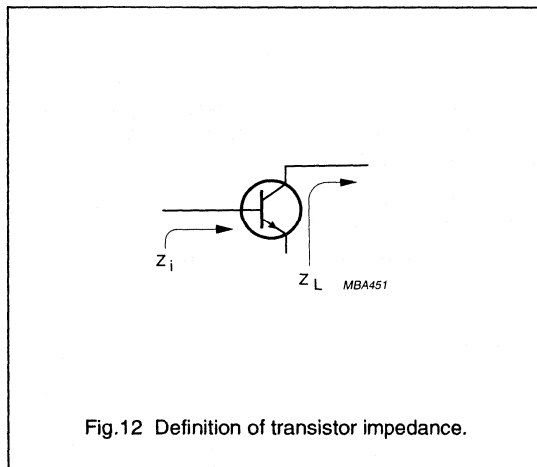 Z i
Z L
MBA451
Fig.12 Definition of transistor impedance.